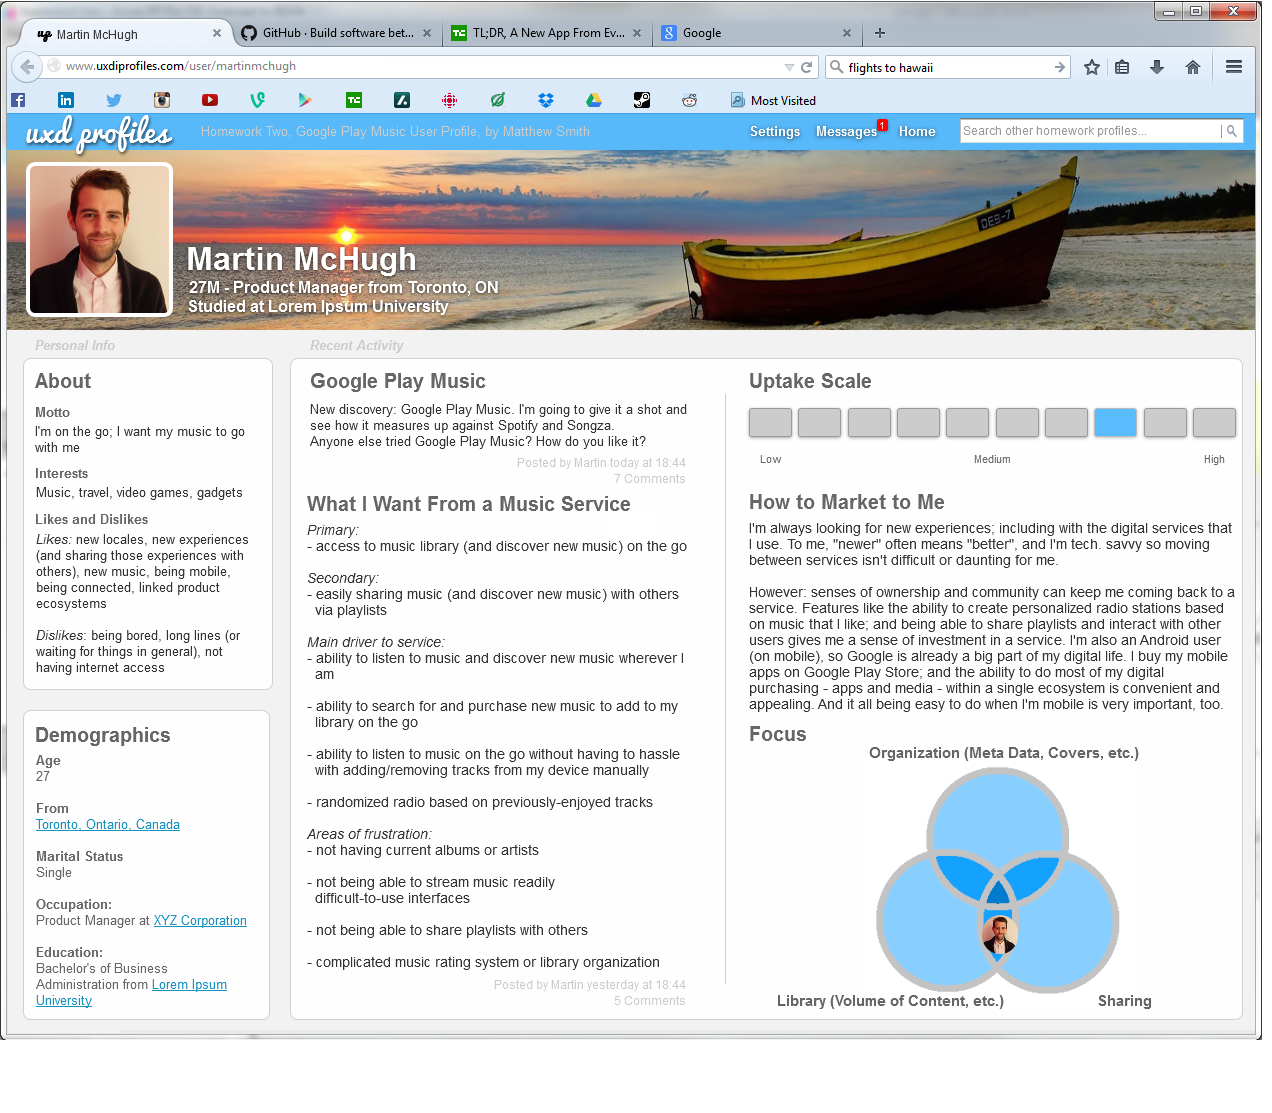 Martin McHugh
GitHub · Build software bet...
TL;DR, A New App From Ev...
Google
www.uxdiprofiles.com/user/martinmchugh
flights to hawaii
Most Visited
uxd profiles
Homework Two, Google Play Music User Profile, by Matthew Smith
Settings
Messages
1
Home
Search other homework profiles...
DEB-7
Martin McHugh
27M - Product Manager from Toronto, ON
Studied at Lorem Ipsum University
Personal Info
About
Motto
I'm on the go; I want my music to go
with me
Interests
Music, travel, video games, gadgets
Likes and Dislikes
Likes: new locales, new experiences
(and sharing those experiences with
others), new music, being mobile,
being connected, linked product
ecosystems
Dislikes: being bored, long lines (or
waiting for things in general), not
having internet access
Demographics
Age
27
From
Toronto, Ontario, Canada
Marital Status
Single
Occupation:
Product Manager at XYZ Corporation
Education:
Bachelor's of Business
Administration from Lorem Ipsum
University
Recent Activity
Google Play Music
New discovery: Google Play Music. I'm going to give it a shot and
see how it measures up against Spotify and Songza.
Anyone else tried Google Play Music? How do you like it?
Posted by Martin today at 18:44
7 Comments
What I Want From a Music Service
Primary:
- access to music library (and discover new music) on the go
Secondary:
- easily sharing music (and discover new music) with others
via playlists
Main driver to service:
- ability to listen to music and discover new music wherever I
am
- ability to search for and purchase new music to add to my
library on the go
- ability to listen to music on the go without having to hassle
with adding/removing tracks from my device manually
- randomized radio based on previously-enjoyed tracks
Areas of frustration:
- not having current albums or artists
- not being able to stream music readily
difficult-to-use interfaces
- not being able to share playlists with others
- complicated music rating system or library organization
Posted by Martin yesterday at 18:44
5 Comments
Uptake Scale
Low
Medium
High
How to Market to Me
I'm always looking for new experiences; including with the digital services that
I use. To me, "newer" often means "better", and I'm tech. savvy so moving
between services isn't difficult or daunting for me.
However: senses of ownership and community can keep me coming back to a
service. Features like the ability to create personalized radio stations based
on music that I like; and being able to share playlists and interact with other
users gives me a sense of investment in a service. I'm also an Android user
(on mobile), so Google is already a big part of my digital life. I buy my mobile
apps on Google Play Store; and the ability to do most of my digital
purchasing - apps and media - within a single ecosystem is convenient and
appealing. And it all being easy to do when I'm mobile is very important, too.
Focus
Organization (Meta Data, Covers, etc.)
Library (Volume of Content, etc.)
Sharing